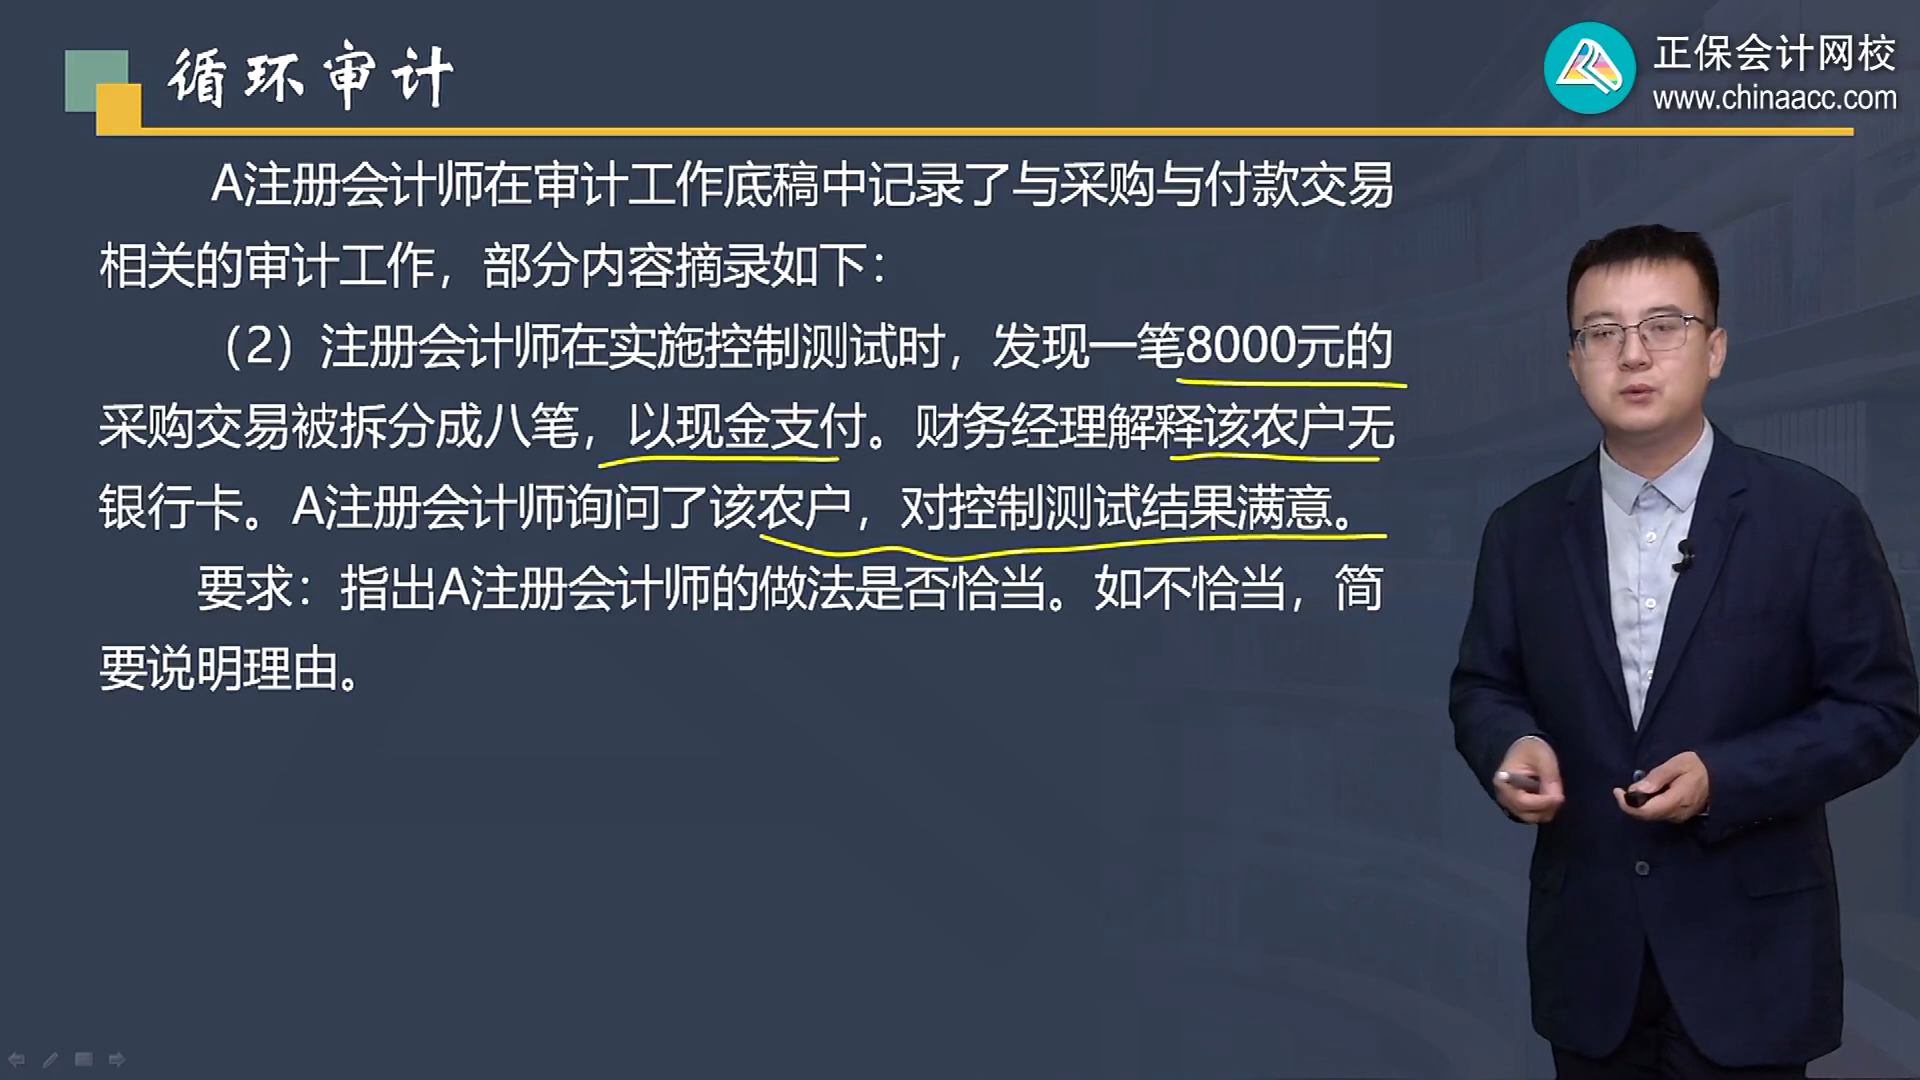 循环审计
正保会计网校
www.chinaacc.com
A注册会计师在审计工作底稿中记录了与采购与付款交易
相关的审计工作，部分内容摘录如下：
（2）注册会计师在实施控制测试时，发现一笔8000元的
采购交易被拆分成八笔，以现金支付。财务经理解释该农户无
银行卡。A注册会计师询问了该农户，对控制测试结果满意。
要求：指出A注册会计师的做法是否恰当。如不恰当，简
要说明理由。